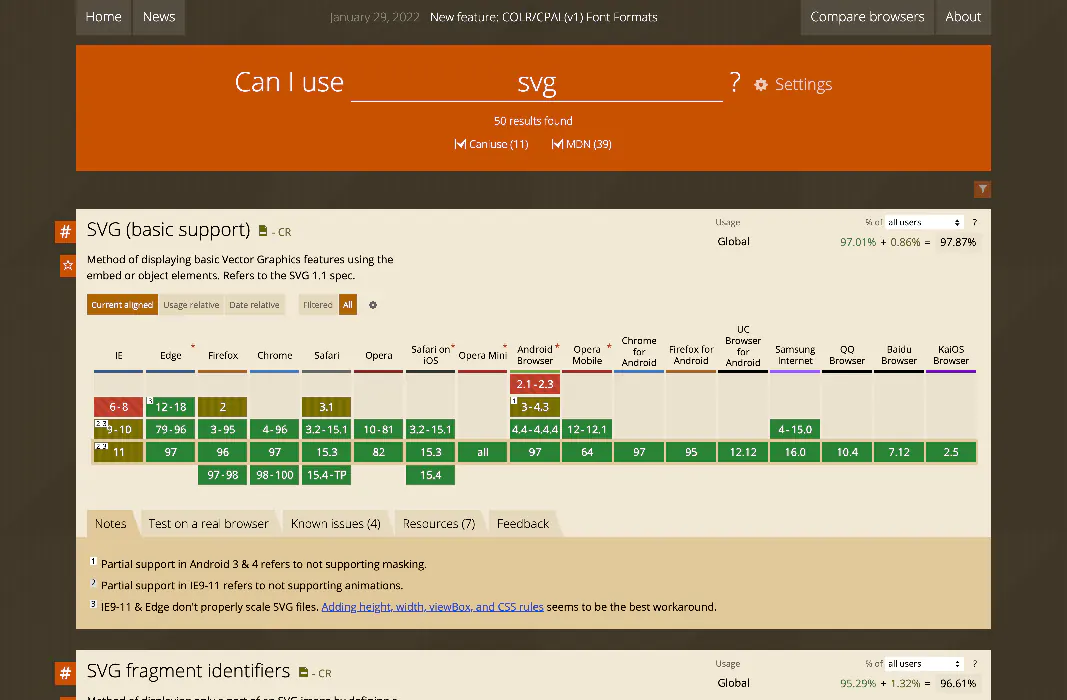 Home News January 29, 2022 New feature: COLR/CPAL(v1) Font Formats Compare browsers About
Can I use svg ? Settings
50 results found
Caniuse (11) MDN (39)
# SVG (basic support) - CR
Usage % of all users ?
Global 97.01% + 0.86% = 97.87%
Method of displaying basic Vector Graphics features using the
embed or object elements. Refers to the SVG 1.1 spec.
Current aligned Usage relative Date relative Filtered All
IE Edge * Firefox Chrome Safari Opera Safari on iOS * Opera Mini Android Browser * Opera Mobile * Chrome for Android Firefox for Android UC Browser for Android Samsung Internet QQ Browser Baidu Browser KaiOS Browser
2.1-2.3
6-8 3 12-18 2 3.1 1 3-4.3
2 3 9-10 79-96 3-95 4-96 3.2-15.1 10-81 3.2-15.1 4.4-4.4.4 12-12.1 4-15.0
2 3 11 97 96 97 15.3 82 15.3 all 97 64 97 95 12.12 16.0 10.4 7.12 2.5
97-98 98-100 15.4-TP 15.4
Notes Test on a real browser Known issues (4) Resources (7) Feedback
1 Partial support in Android 3 & 4 refers to not supporting masking.
2 Partial support in IE9-11 refers to not supporting animations.
3 IE9-11 & Edge don't properly scale SVG files. Adding height, width, viewBox, and CSS rules seems to be the best workaround.
# SVG fragment identifiers - CR
Usage % of all users ?
Global 95.29% + 1.32% = 96.61%